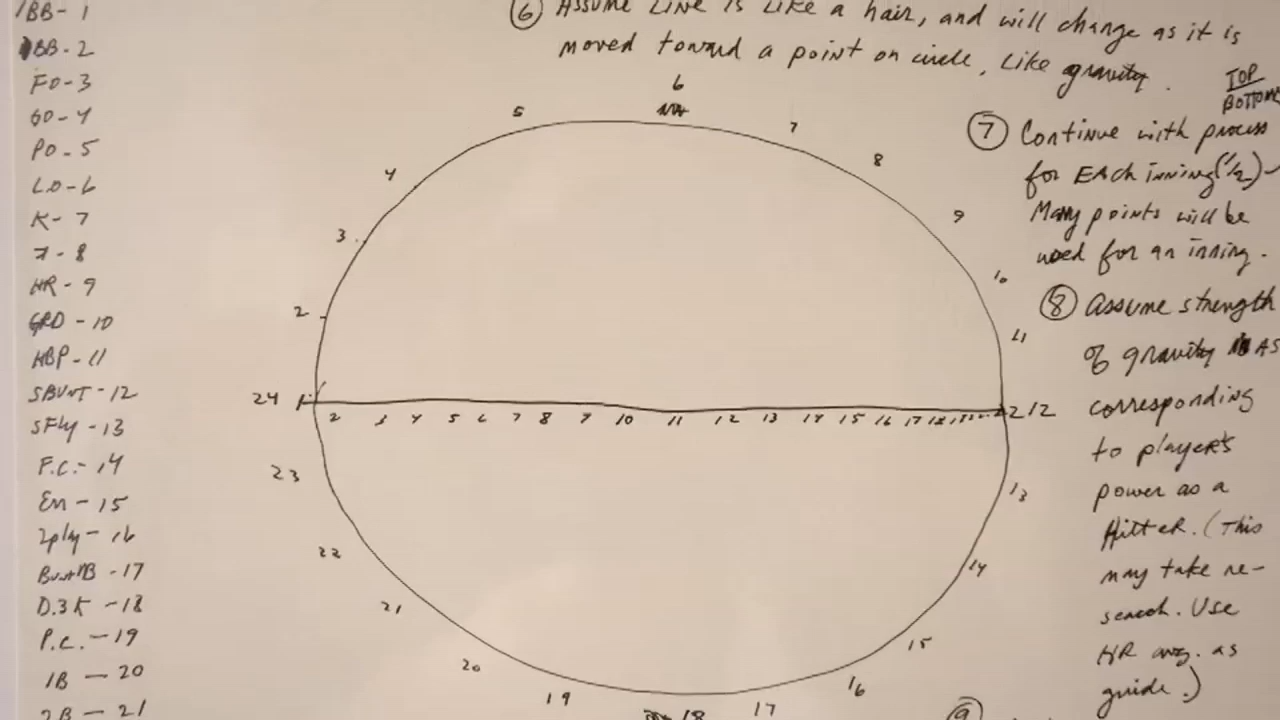 IBB - 1
BB - 2
FO - 3
GO - 4
PO - 5
LO - 6
K - 7
HR - 9
GRD - 10
HBP - 11
SBUNT - 12
SFly - 13
F.C. - 14
Err - 15
2ply - 16
Bunt1B - 17
D.3K - 18
P.C. - 19
1B - 20
2B - 21
6 Assume Line is Like a hair, and will change as it is
moved toward a point on circle, Like gravity.
TOP
BOTTOM
7 Continue with process
for Each inning (1/2) -
Many points will be
used for an inning.
8 Assume strength
of gravity AS
corresponding
to player's
power as a
Hitter. (This
may take re-
search. Use
HR avg. as
guide.)
9
6
5 7
4 8
3 9
2 10
11
24 1 12
2 3 4 5 6 7 8 9 10 11 12 13 14 15 16 17 18
23 13
22 14
21 15
20 16
19 18 17